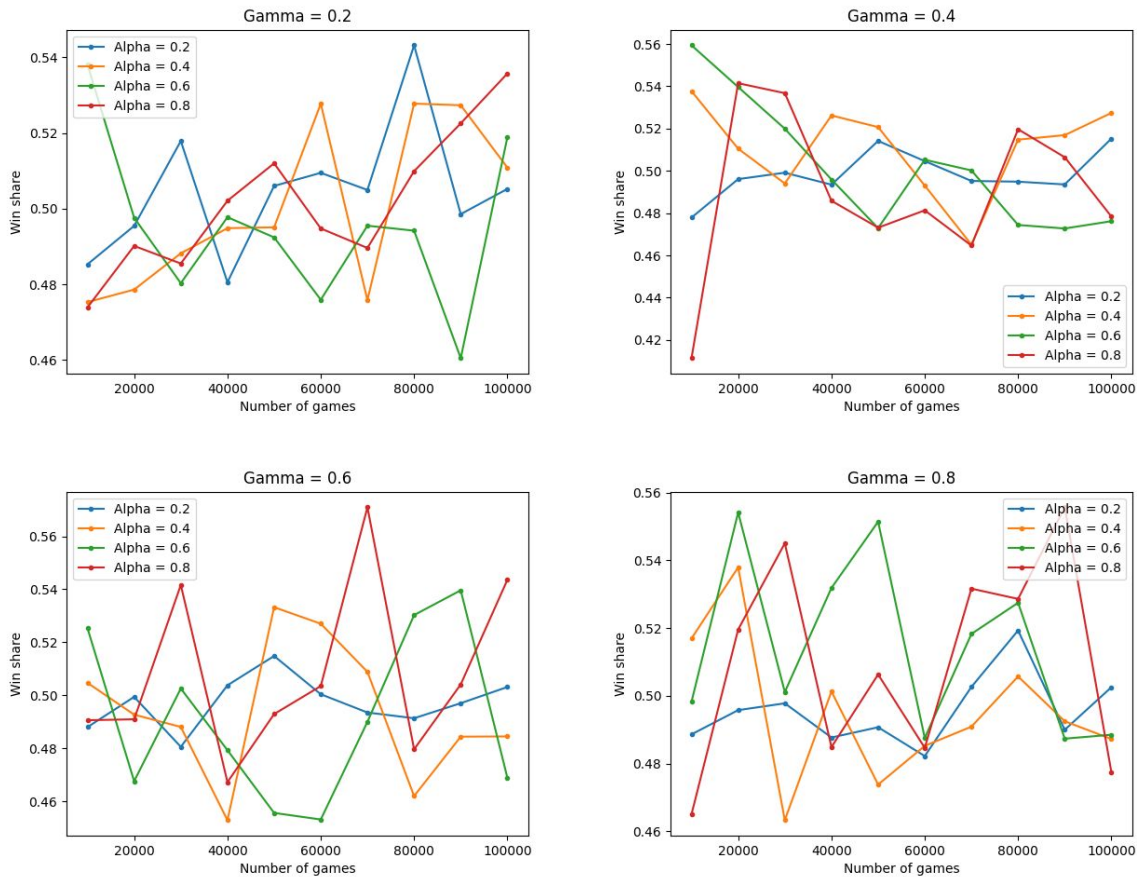 Gamma = 0.2
Win share
0.54
0.52
0.50
0.48
0.46
Alpha = 0.2
Alpha = 0.4
Alpha = 0.6
Alpha = 0.8
20000 40000 60000 80000 100000
Number of games
Gamma = 0.4
Win share
0.56
0.54
0.52
0.50
0.48
0.46
0.44
0.42
Alpha = 0.2
Alpha = 0.4
Alpha = 0.6
Alpha = 0.8
20000 40000 60000 80000 100000
Number of games
Gamma = 0.6
Win share
0.56
0.54
0.52
0.50
0.48
0.46
Alpha = 0.2
Alpha = 0.4
Alpha = 0.6
Alpha = 0.8
20000 40000 60000 80000 100000
Number of games
Gamma = 0.8
Win share
0.56
0.54
0.52
0.50
0.48
0.46
Alpha = 0.2
Alpha = 0.4
Alpha = 0.6
Alpha = 0.8
20000 40000 60000 80000 100000
Number of games